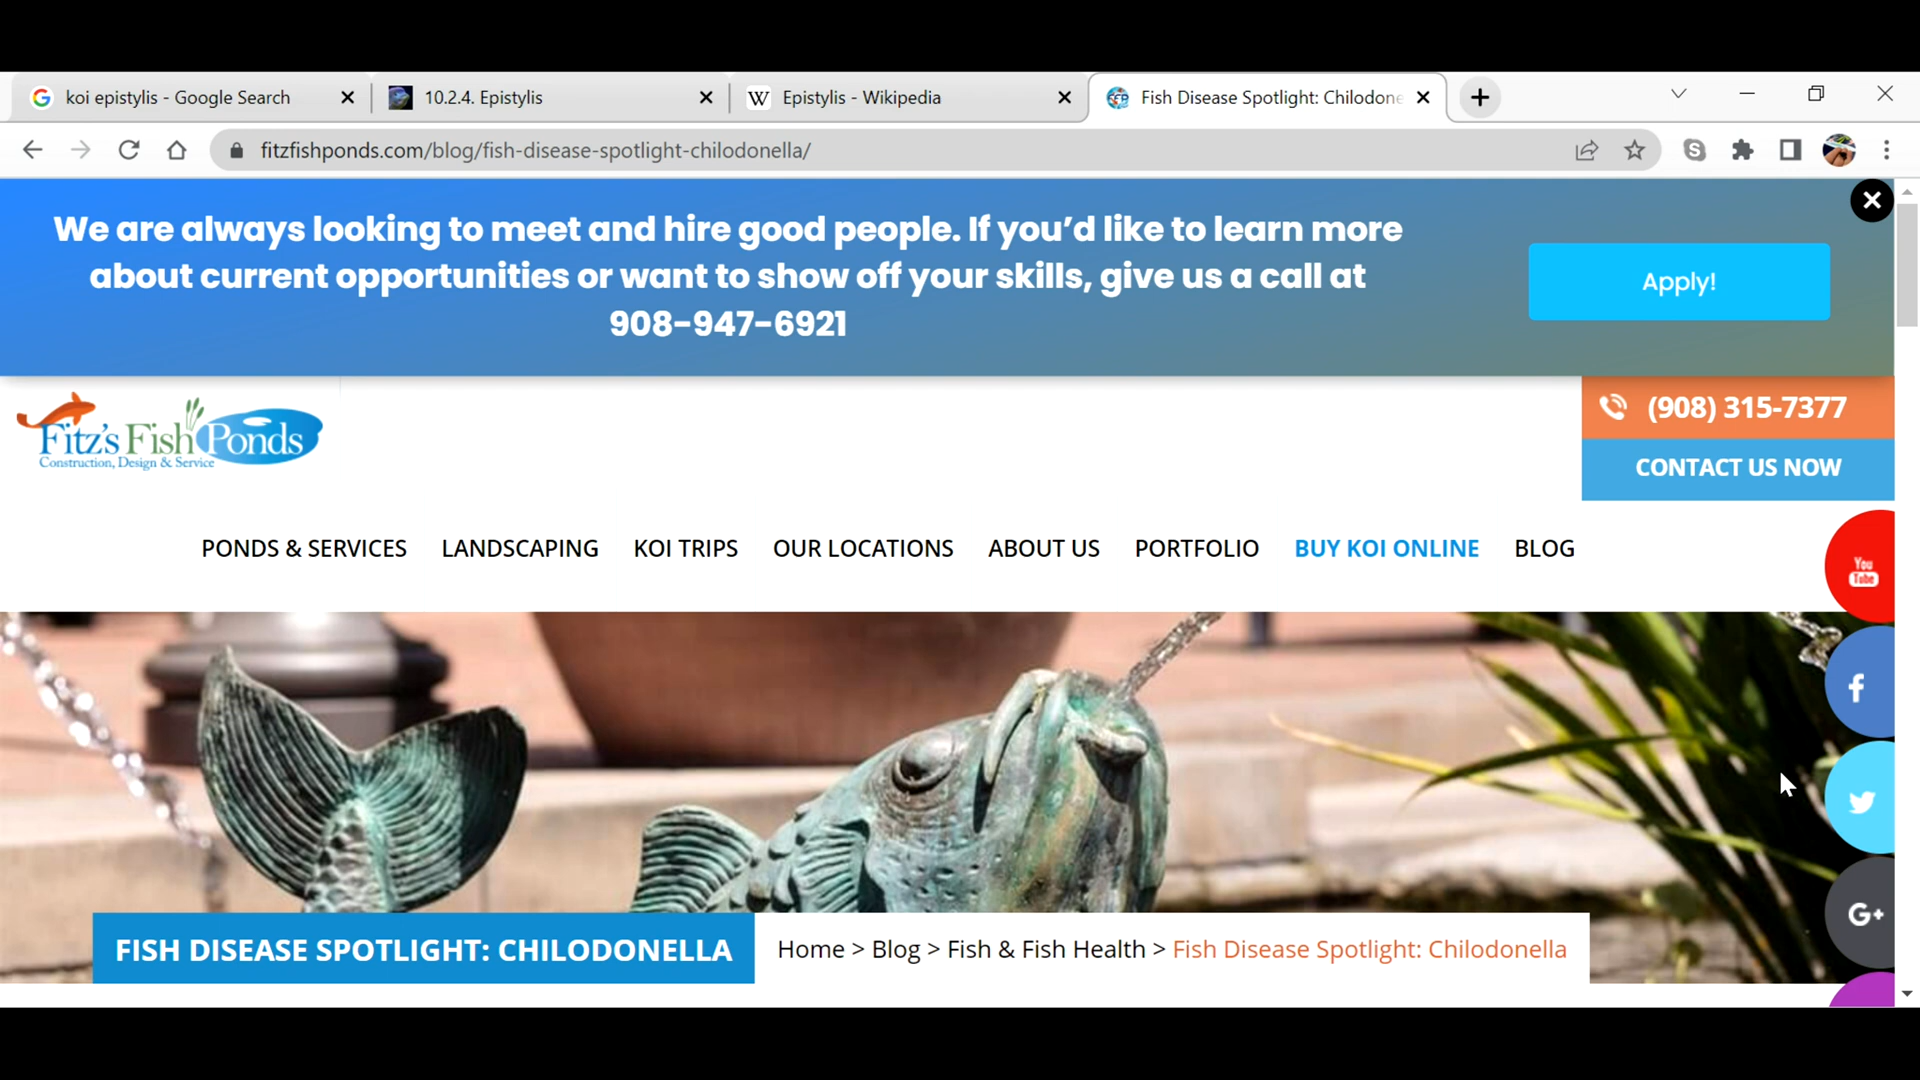 koi epistylis - Google Search
10.2.4. Epistylis
W Epistylis - Wikipedia
Fish Disease Spotlight: Chilodone
fitzfishponds.com/blog/fish-disease-spotlight-chilodonella/
We are always looking to meet and hire good people. If you’d like to learn more
about current opportunities or want to show off your skills, give us a call at
908-947-6921
Apply!
Fitz's Fish Ponds
Construction, Design & Service
(908) 315-7377
CONTACT US NOW
PONDS & SERVICES LANDSCAPING KOI TRIPS OUR LOCATIONS ABOUT US PORTFOLIO BUY KOI ONLINE BLOG
You
Tube
f
G+
FISH DISEASE SPOTLIGHT: CHILODONELLA
Home > Blog > Fish & Fish Health > Fish Disease Spotlight: Chilodonella